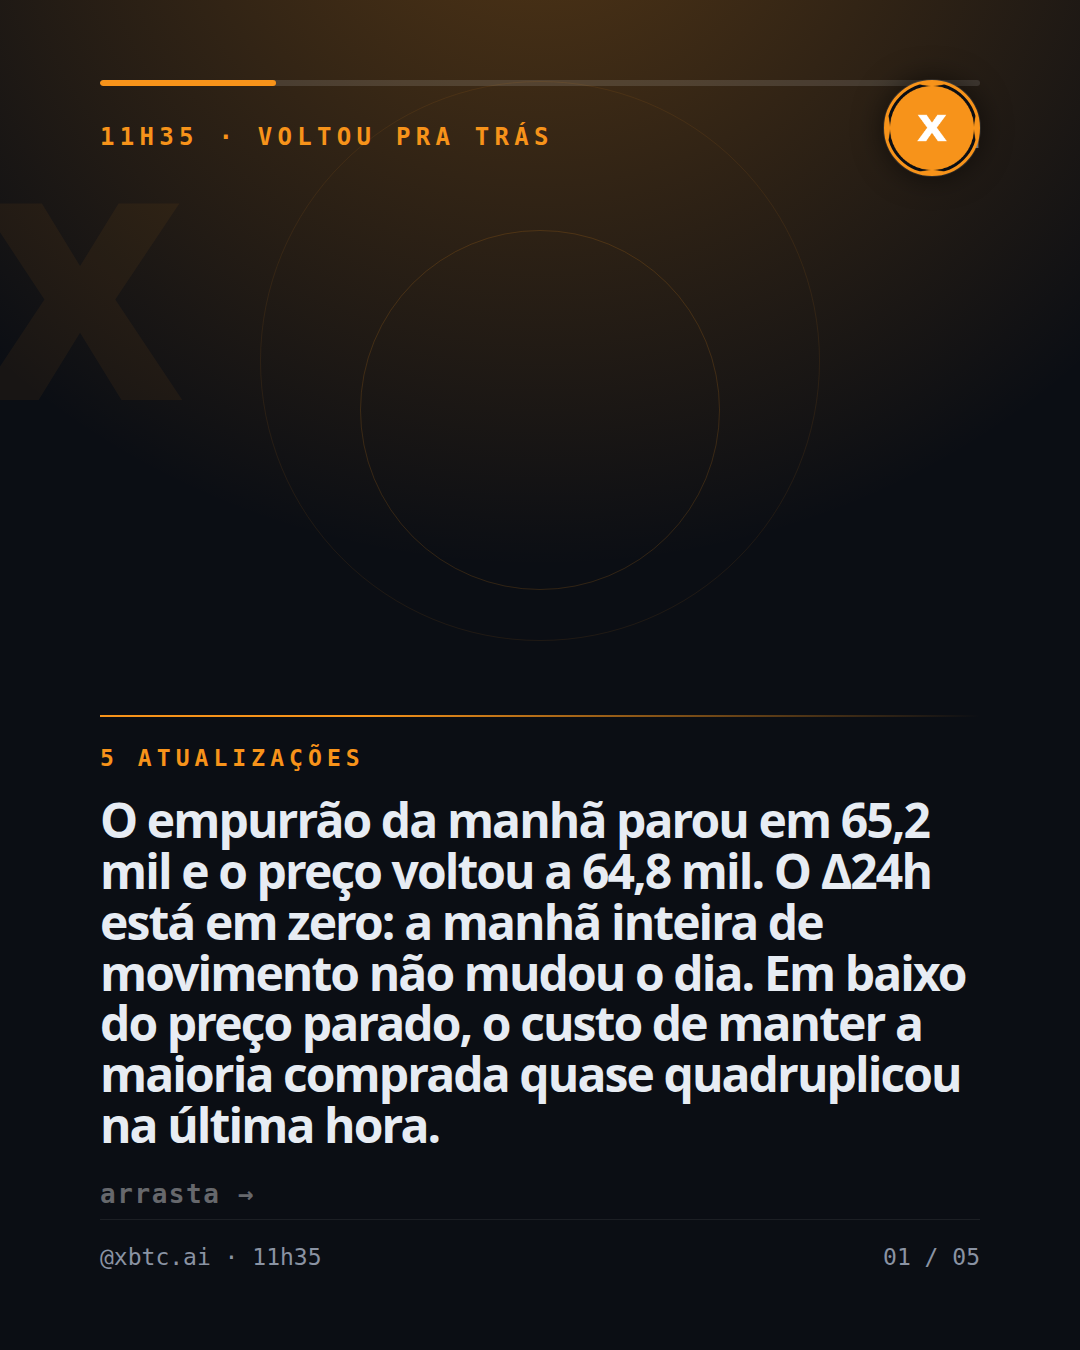 11H35 · VOLTOU PRA TRÁS
X
X
5 ATUALIZAÇÕES
O empurrão da manhã parou em 65,2
mil e o preço voltou a 64,8 mil. O Δ24h
está em zero: a manhã inteira de
movimento não mudou o dia. Em baixo
do preço parado, o custo de manter a
maioria comprada quase quadruplicou
na última hora.
arrasta →
@xbtc.ai · 11h35
01 / 05